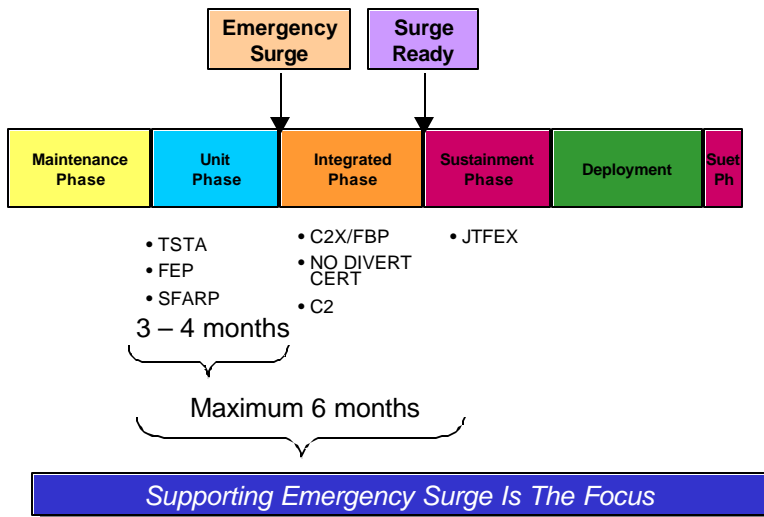 Emergency
Surge
Surge
Ready
Maintenance
Phase
Unit
Phase
Integrated
Phase
Sustainment
Phase
Deployment
Suet
Ph
• TSTA
• FEP
• SFARP
• C2X/FBP
• NO DIVERT
CERT
• C2
• JTFEX
3 – 4 months
Maximum 6 months
Supporting Emergency Surge Is The Focus